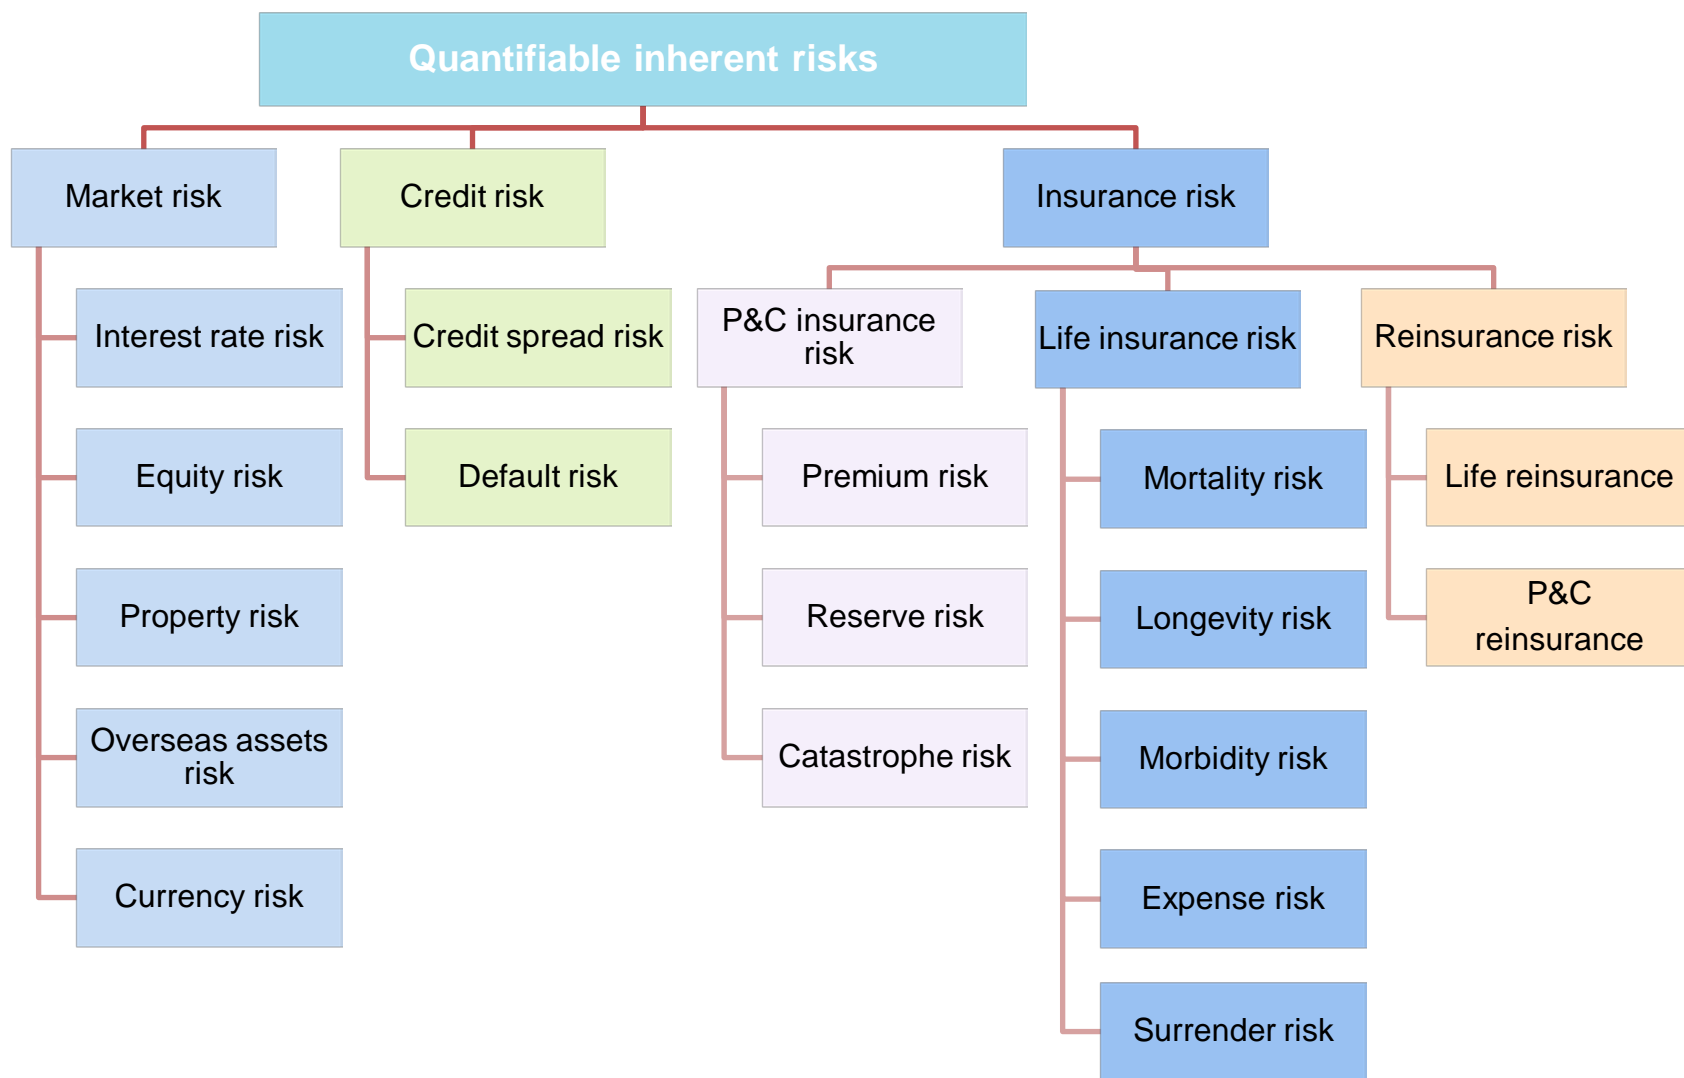 Quantifiable inherent risks
Market risk
Credit risk
Insurance risk
Interest rate risk
Credit spread risk
P&C insurance
risk
Life insurance risk
Reinsurance risk
Equity risk
Default risk
Premium risk
Mortality risk
Life reinsurance
Property risk
Reserve risk
Longevity risk
P&C
reinsurance
Overseas assets
risk
Catastrophe risk
Morbidity risk
Currency risk
Expense risk
Surrender risk